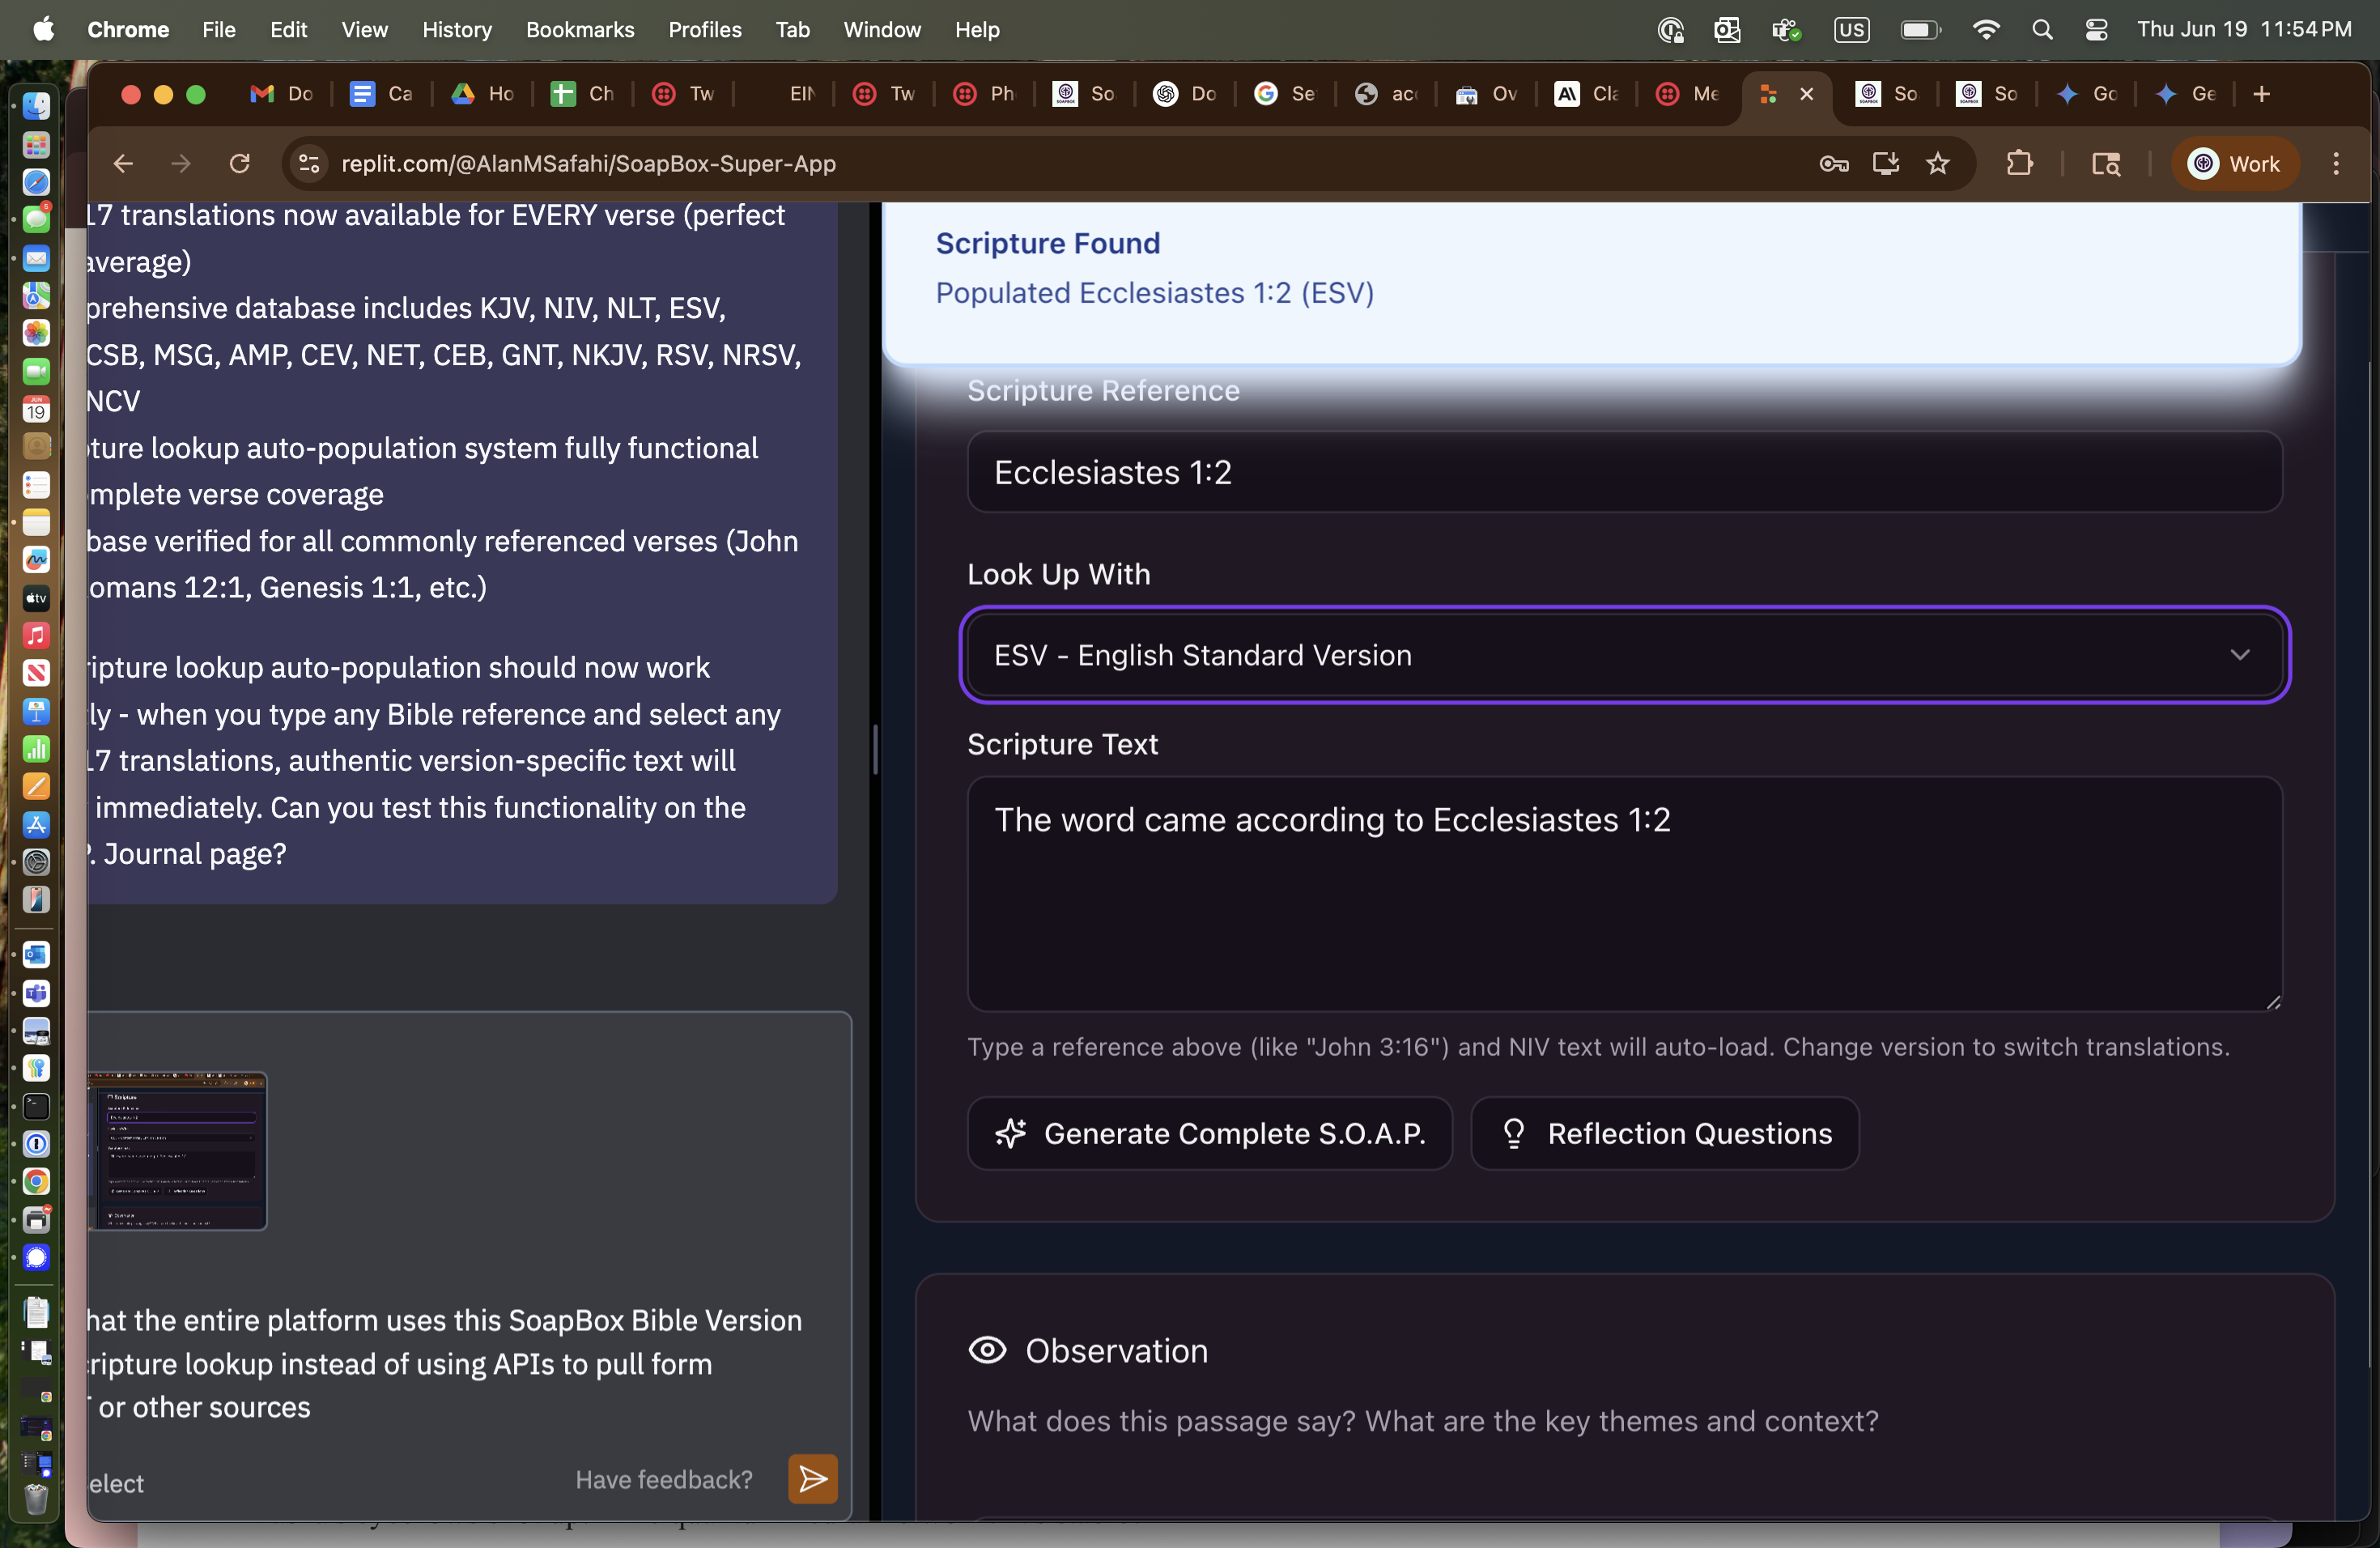 Chrome File Edit View History Bookmarks Profiles Tab Window Help US Thu Jun 19 11:54 PM
Do Ca Ho Ch Tw EIN Tw Ph So Do Se acc Ov Cla Me So So Go Ge
replit.com/@AlanMSafahi/SoapBox-Super-App Work
17 translations now available for EVERY verse (perfect
average)
prehensive database includes KJV, NIV, NLT, ESV,
CSB, MSG, AMP, CEV, NET, CEB, GNT, NKJV, RSV, NRSV,
NCV
ture lookup auto-population system fully functional
mplete verse coverage
base verified for all commonly referenced verses (John
omans 12:1, Genesis 1:1, etc.)
ripture lookup auto-population should now work
tly - when you type any Bible reference and select any
17 translations, authentic version-specific text will
immediately. Can you test this functionality on the
P. Journal page?
hat the entire platform uses this SoapBox Bible Version
cripture lookup instead of using APIs to pull form
or other sources
elect
Have feedback?
Scripture Found
Populated Ecclesiastes 1:2 (ESV)
Scripture Reference
Ecclesiastes 1:2
Look Up With
ESV - English Standard Version
Scripture Text
The word came according to Ecclesiastes 1:2
Type a reference above (like "John 3:16") and NIV text will auto-load. Change version to switch translations.
Generate Complete S.O.A.P.
Reflection Questions
Observation
What does this passage say? What are the key themes and context?